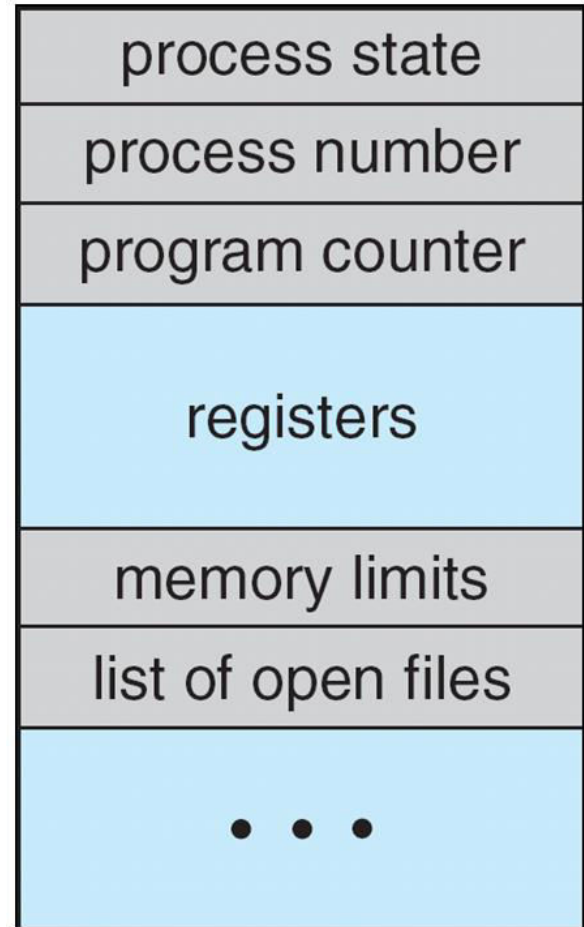 process state
process number
program counter
registers
memory limits
list of open files
• • •